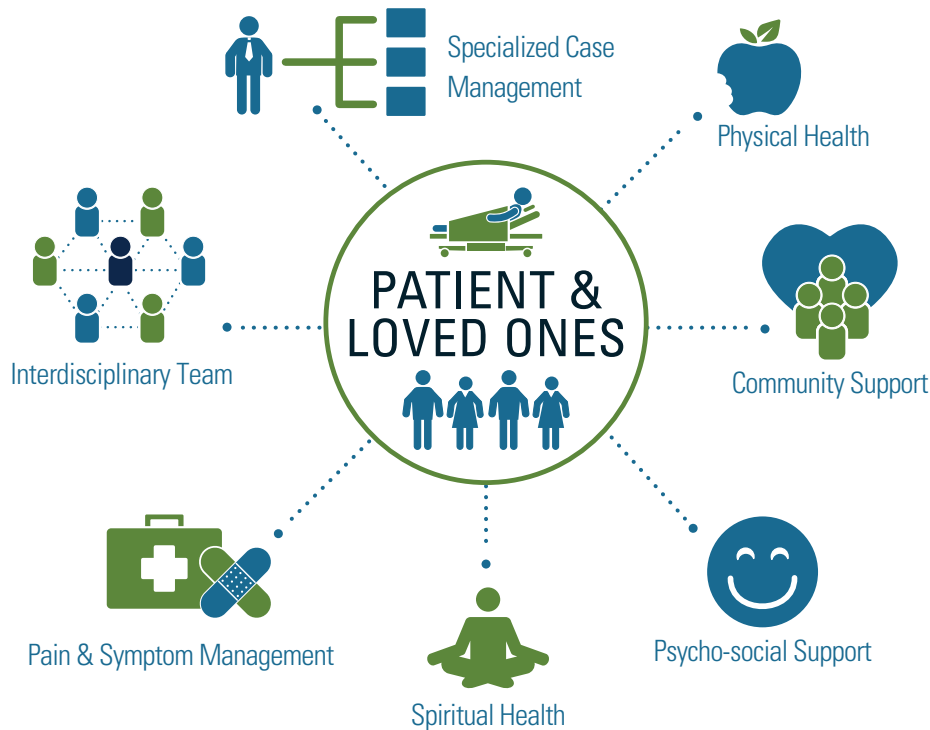 Specialized Case
Management
Physical Health
PATIENT &
LOVED ONES
Interdisciplinary Team
Community Support
Pain & Symptom Management
Psycho-social Support
Spiritual Health